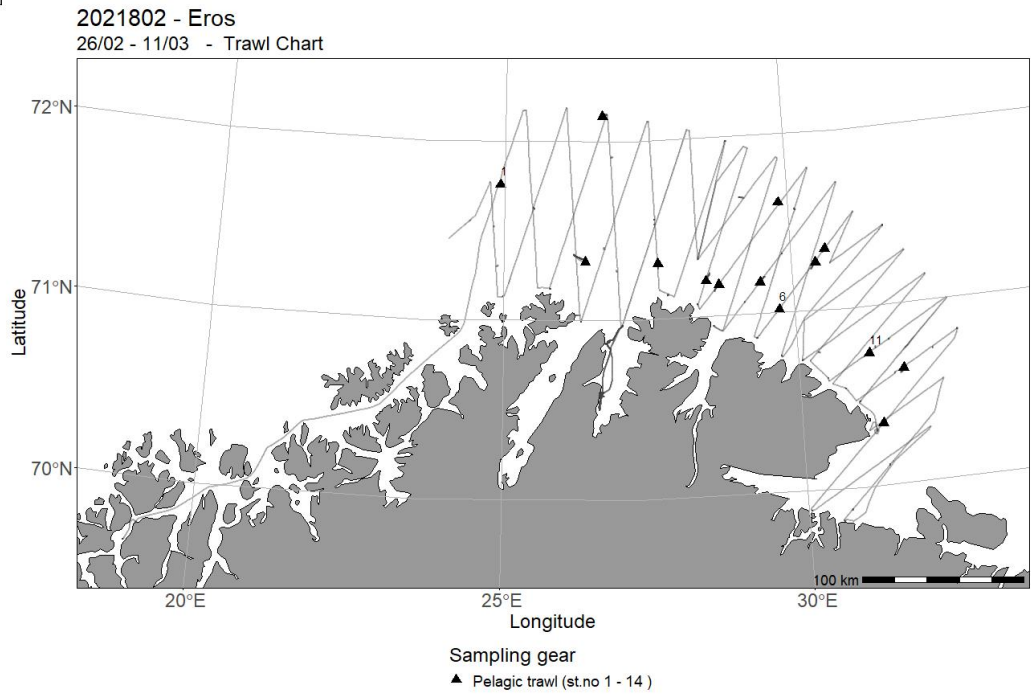 2021802 - Eros
26/02 - 11/03 - Trawl Chart
72°N
71°N
70°N
Latitude
1
6
11
100 km
20°E 25°E 30°E
Longitude
Sampling gear
Pelagic trawl (st.no 1 - 14 )